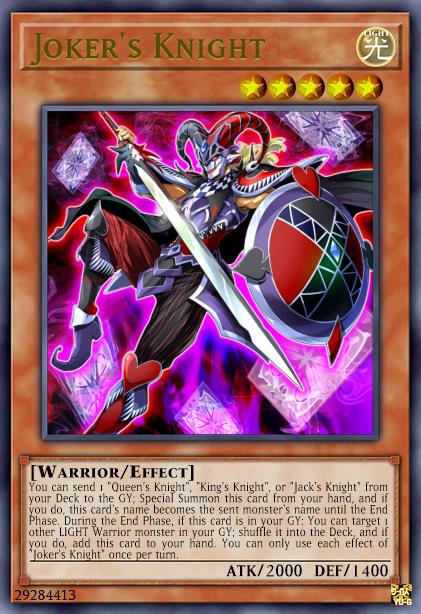 Joker's Knight
LIGHT
光
[Warrior/Effect]
You can send 1 "Queen's Knight", "King's Knight", or "Jack's Knight" from
your Deck to the GY; Special Summon this card from your hand, and if
you do, this card's name becomes the sent monster's name until the End
Phase. During the End Phase, if this card is in your GY: You can target 1
other LIGHT Warrior monster in your GY; shuffle it into the Deck, and if
you do, add this card to your hand. You can only use each effect of
"Joker's Knight" once per turn.
ATK/2000 DEF/1400
29284413